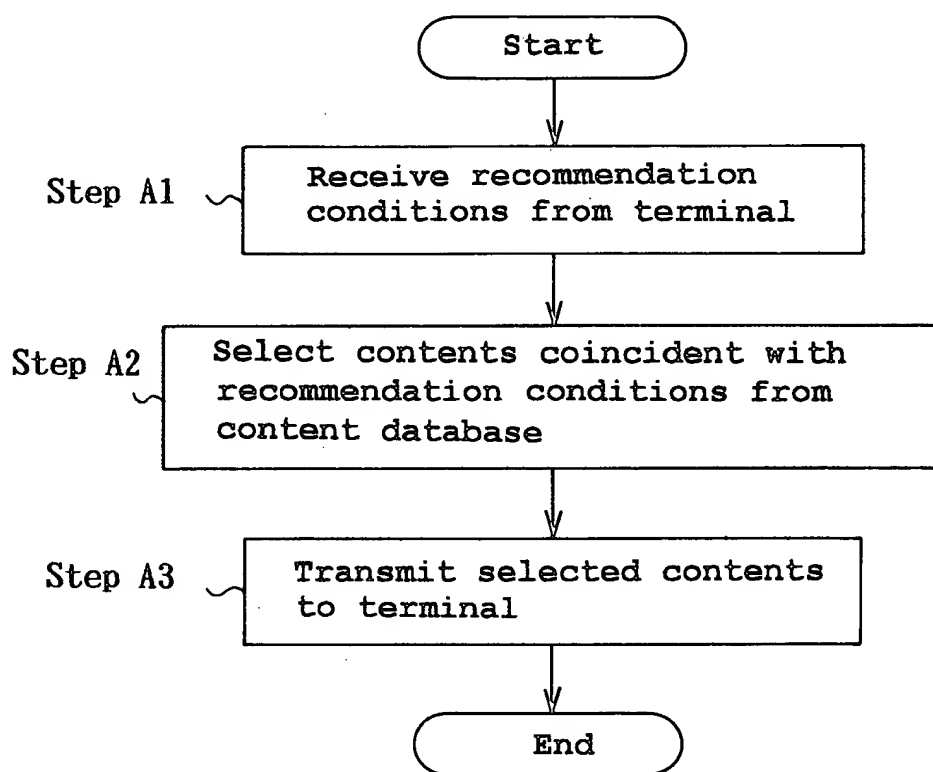 Start
Step A1
Receive recommendation
conditions from terminal
Step A2
Select contents coincident with
recommendation conditions from
content database
Step A3
Transmit selected contents
to terminal
End